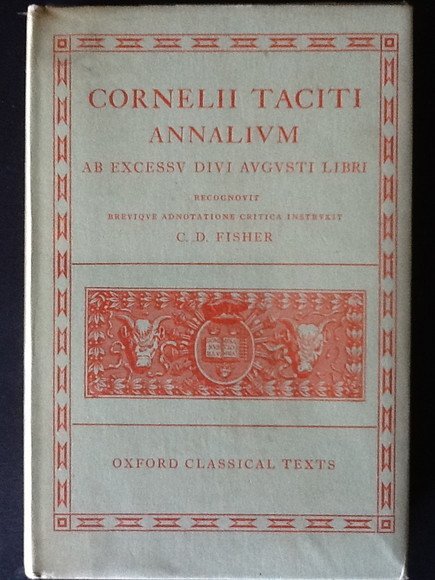 CORNELII TACITI
ANNALIVM
AB EXCESSV DIVI AVGVSTI LIBRI
RECOGNOVIT
BREVIQVE ADNOTATIONE CRITICA INSTRVXIT
C. D. FISHER
OXFORD CLASSICAL TEXTS